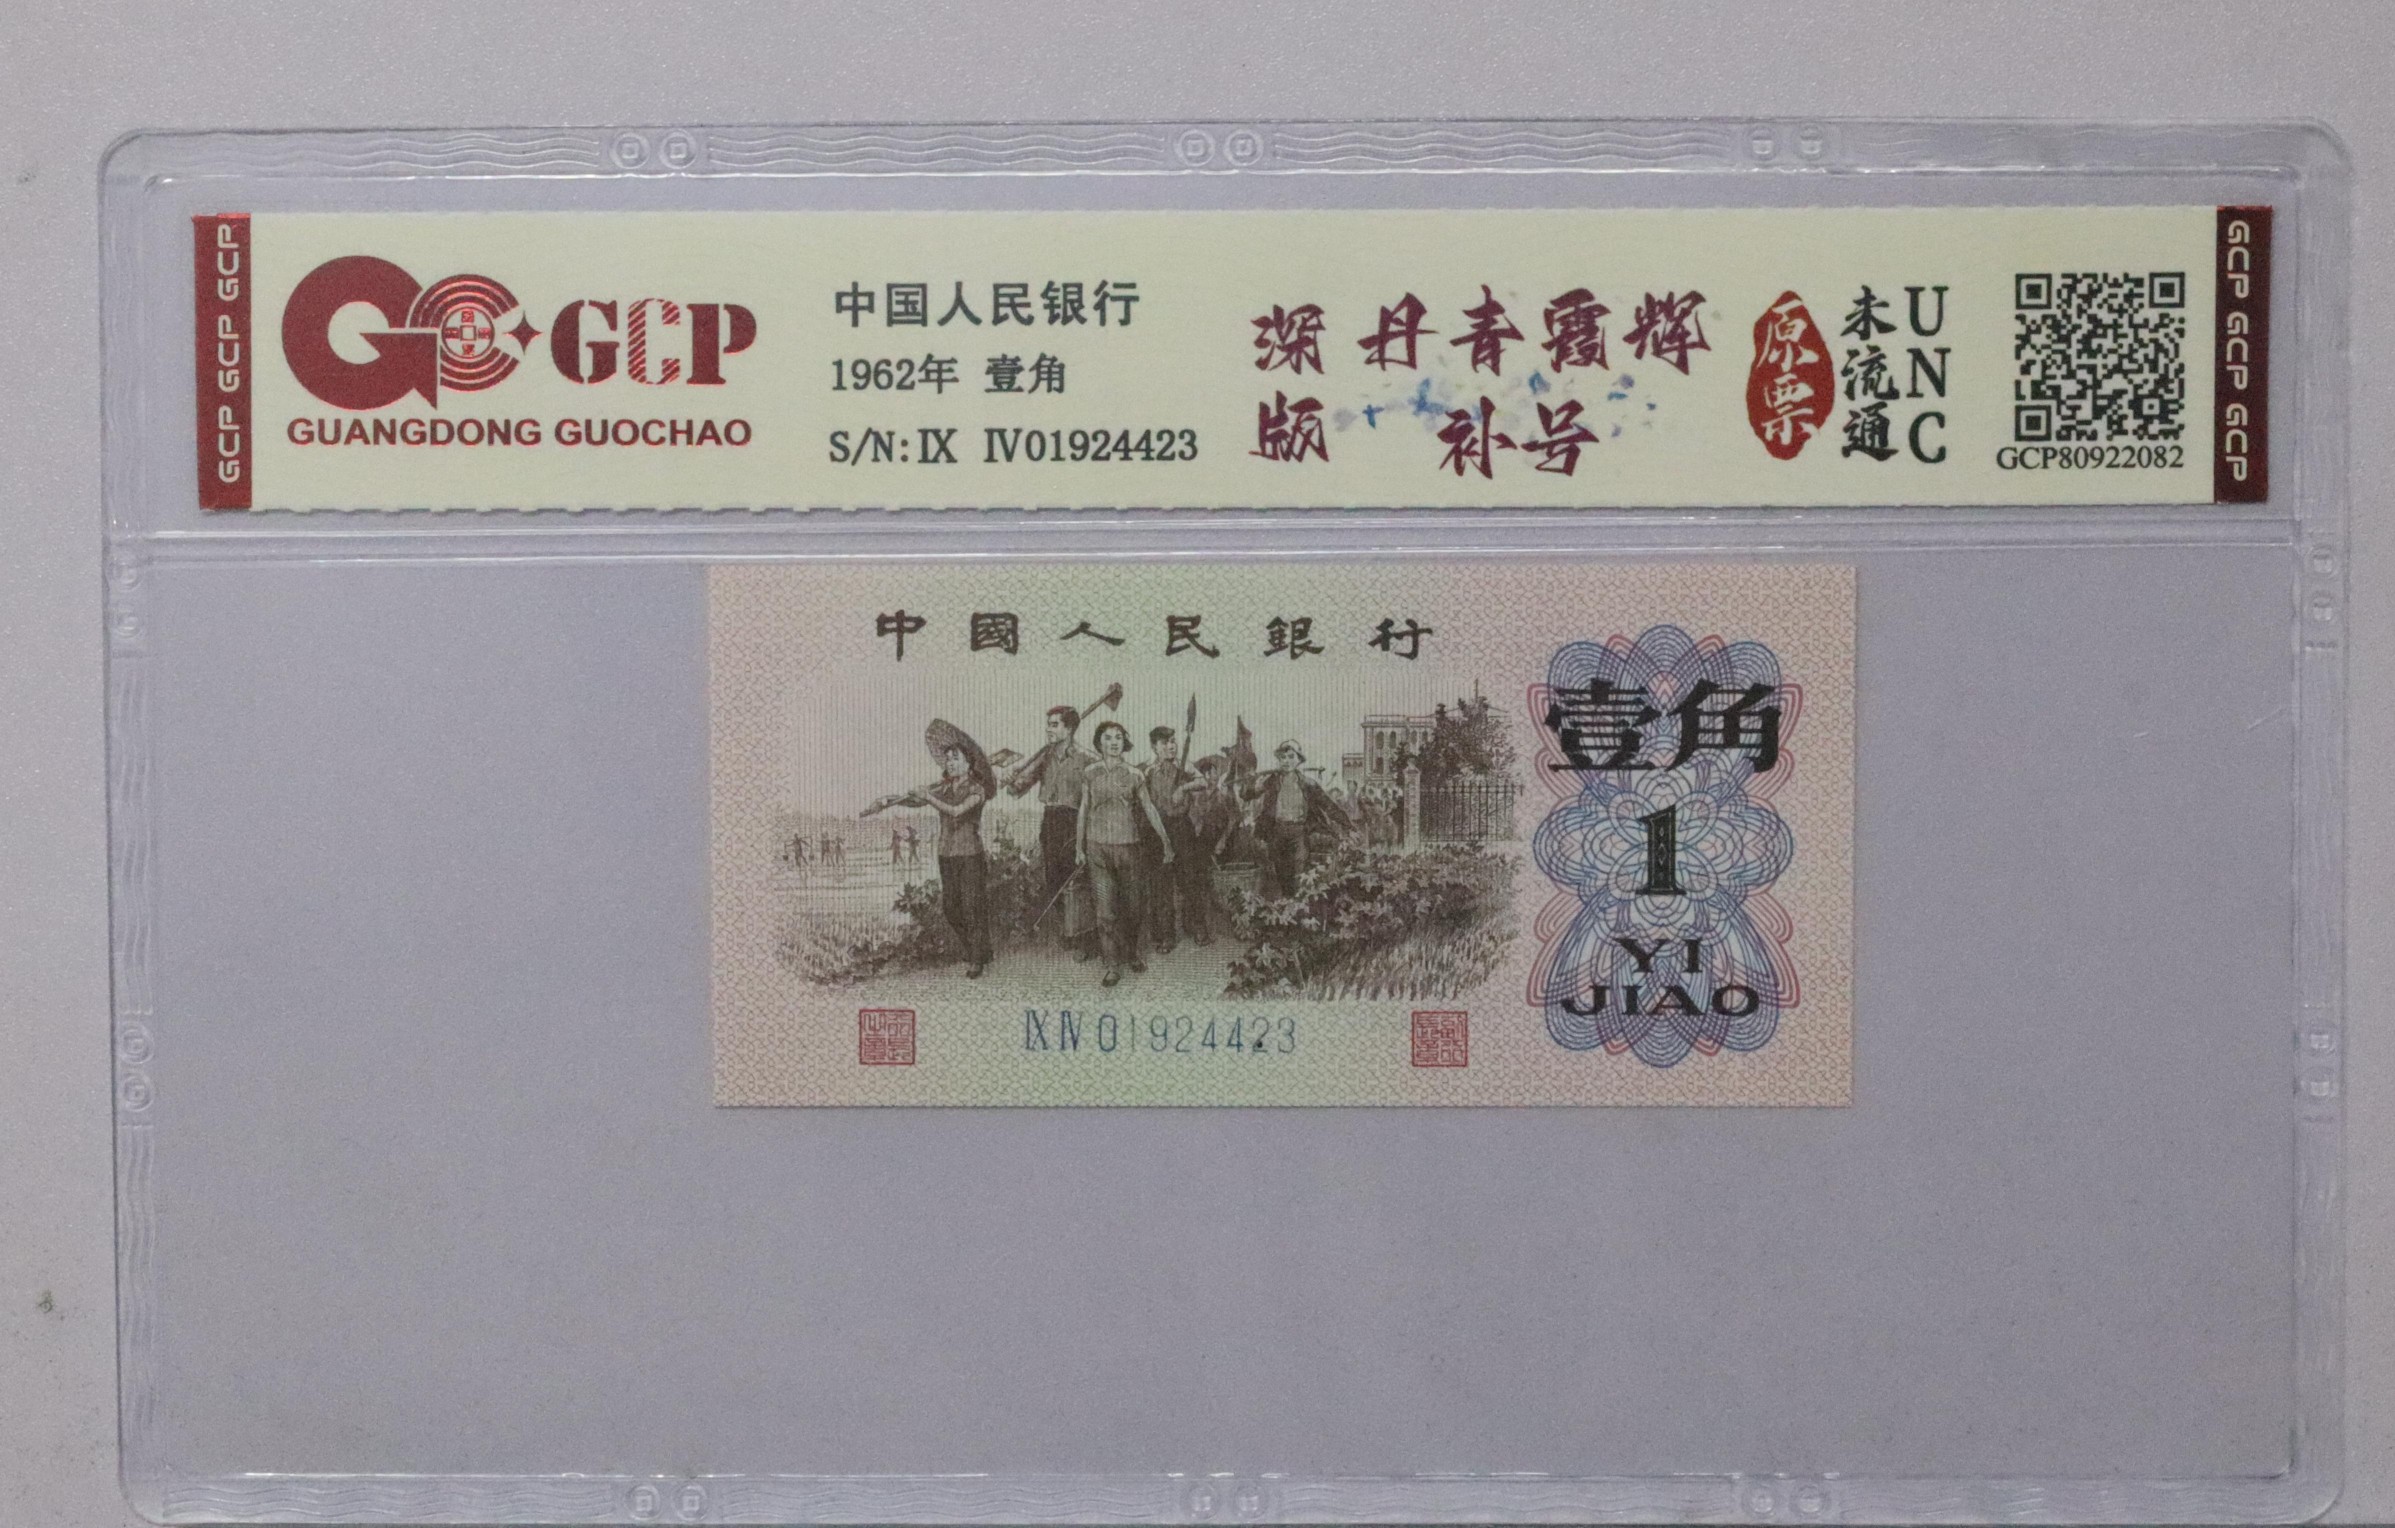 GCP GCP GCP
GCP
GUANGDONG GUOCHAO
中国人民银行
1962年 壹角
S/N: IX IV01924423
深 丹青霞辉
版 补号
原票
未流通
UNC
GCP80922082
GCP GCP GCP
中國人民銀行
壹角
1
YI
JIAO
IX IV 01924423